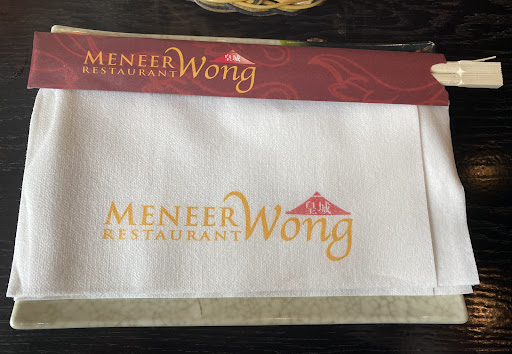 MENEER Wong 皇城
RESTAURANT
MENEER Wong 皇城
RESTAURANT